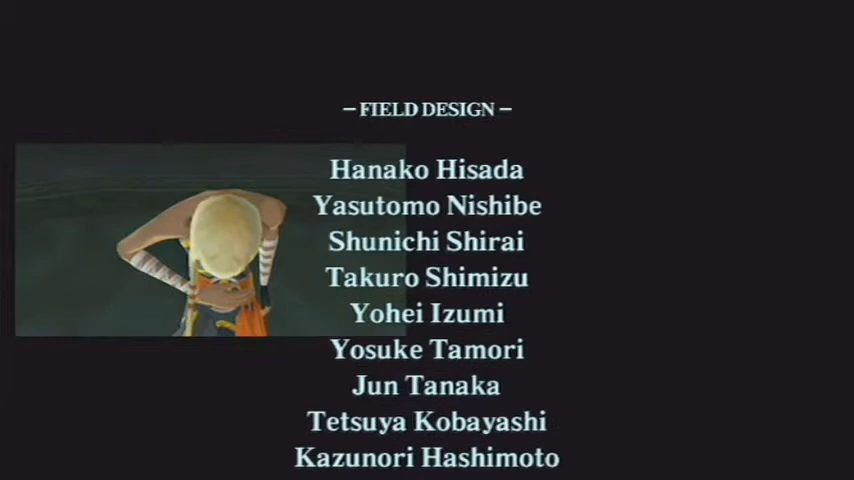 – FIELD DESIGN –
Hanako Hisada
Yasutomo Nishibe
Shunichi Shirai
Takuro Shimizu
Yohei Izumi
Yosuke Tamori
Jun Tanaka
Tetsuya Kobayashi
Kazunori Hashimoto